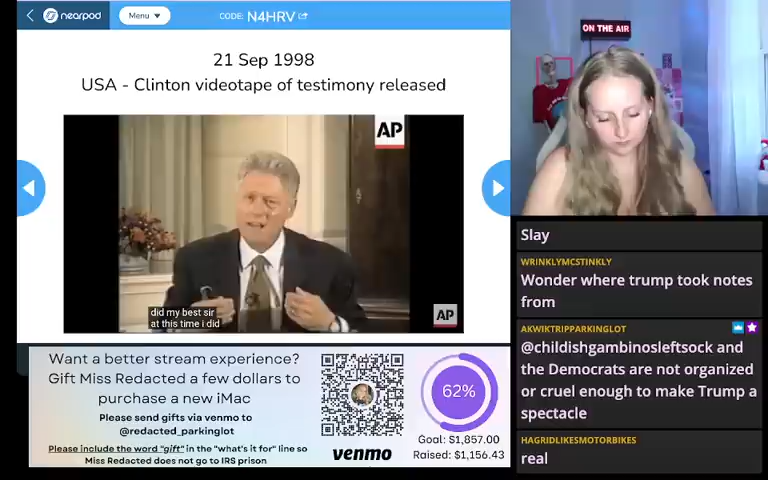 nearpod
Menu
CODE: N4HRV
ON THE AIR
21 Sep 1998
USA - Clinton videotape of testimony released
AP
did my best sir
at this time i did
AP
Slay
WRINKLYMCSTINKLY
Wonder where trump took notes
from
AKWIKTRIPPARKINGLOT
@childishgambinosleftsock and
the Democrats are not organized
or cruel enough to make Trump a
spectacle
HAGRIDLIKESMOTORBIKES
real
Want a better stream experience?
Gift Miss Redacted a few dollars to
purchase a new iMac
Please send gifts via venmo to
@redacted_parkinglot
Please include the word "gift" in the "what's it for" line so
Miss Redacted does not go to IRS prison
venmo
62%
Goal: $1,857.00
Raised: $1,156.43